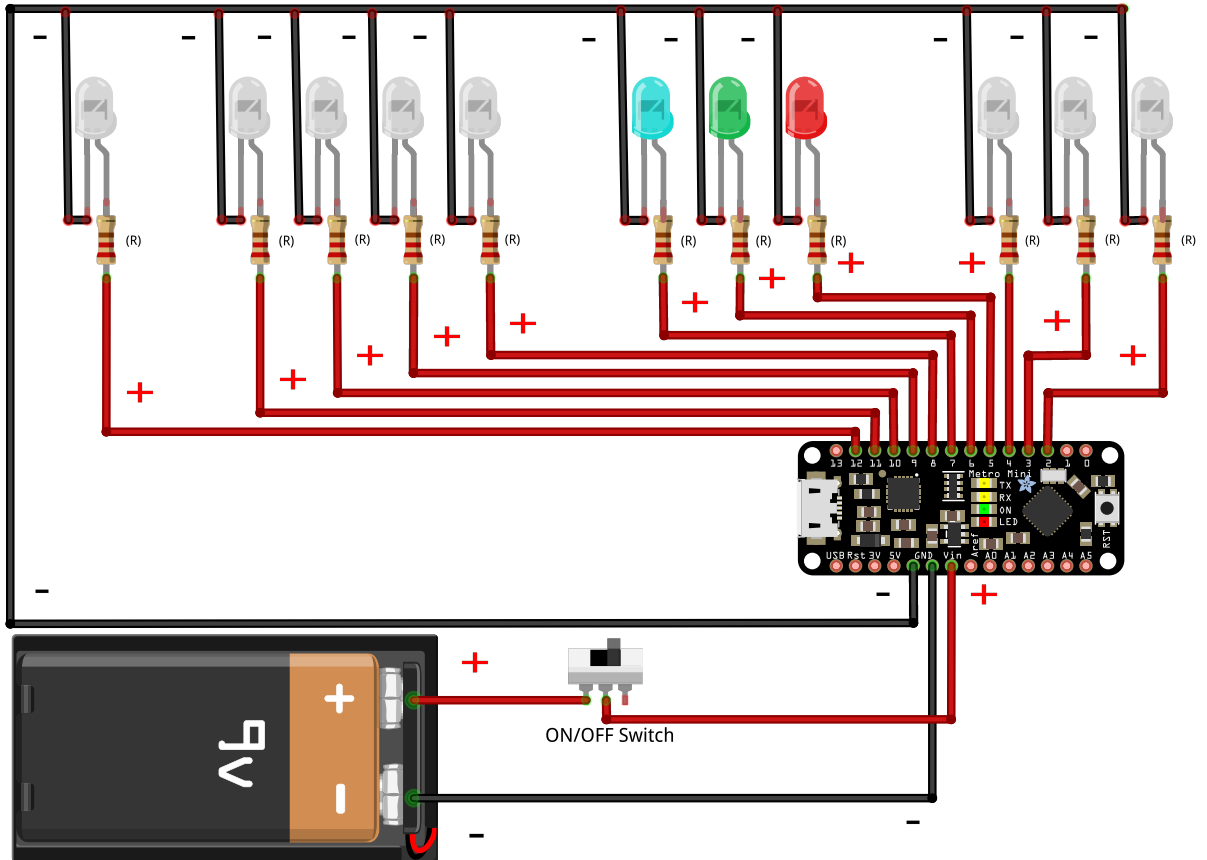 − − − − − − − − − − −
(R) (R) (R) (R) (R) (R) (R) (R) (R) (R) (R)
+ + + + + + + + + + +
13 12 11 10 9 8 7 6 5 4 3 2 1 0
Metro Mini
TX
RX
ON
LED
RST
USB Rst 3V 5V GND Vin Aref A0 A1 A2 A3 A4 A5
− − +
+
+
9V
−
ON/OFF Switch
− −